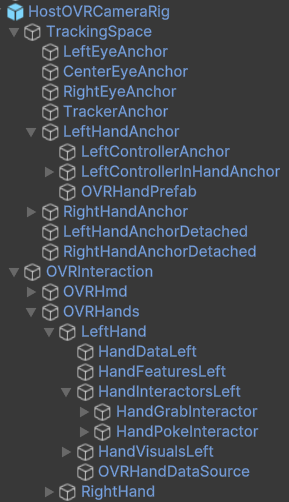 HostOVRCameraRig
TrackingSpace
LeftEyeAnchor
CenterEyeAnchor
RightEyeAnchor
TrackerAnchor
LeftHandAnchor
LeftControllerAnchor
LeftControllerInHandAnchor
OVRHandPrefab
RightHandAnchor
LeftHandAnchorDetached
RightHandAnchorDetached
OVRInteraction
OVRHmd
OVRHands
LeftHand
HandDataLeft
HandFeaturesLeft
HandInteractorsLeft
HandGrabInteractor
HandPokeInteractor
HandVisualsLeft
OVRHandDataSource
RightHand